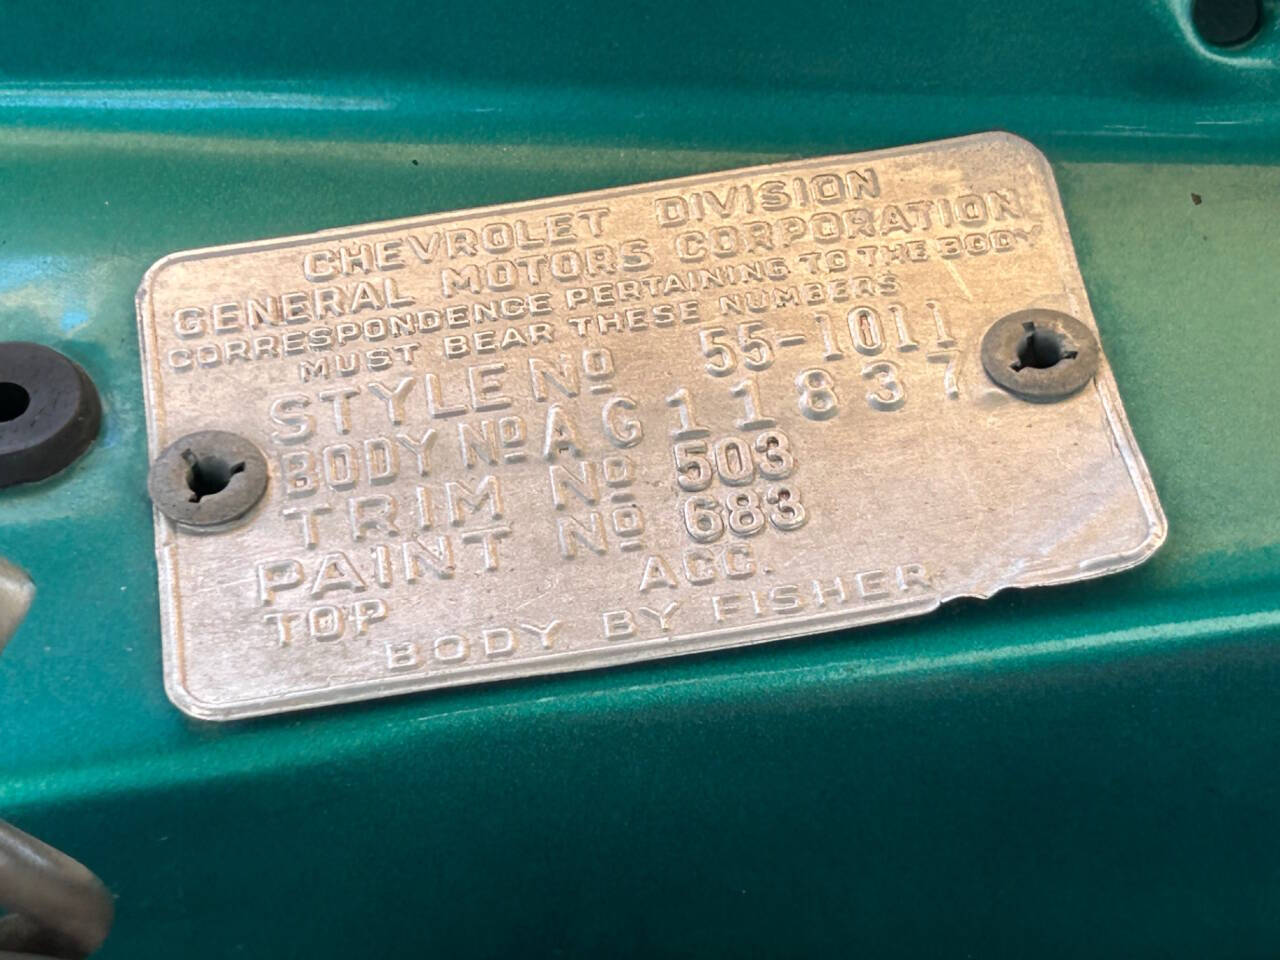 CHEVROLET DIVISION
GENERAL MOTORS CORPORATION
CORRESPONDENCE PERTAINING TO THE BODY
MUST BEAR THESE NUMBERS
STYLE NO 55-1011
BODY NO AG 11837
TRIM NO 503
PAINT NO 683
TOP ACC.
BODY BY FISHER